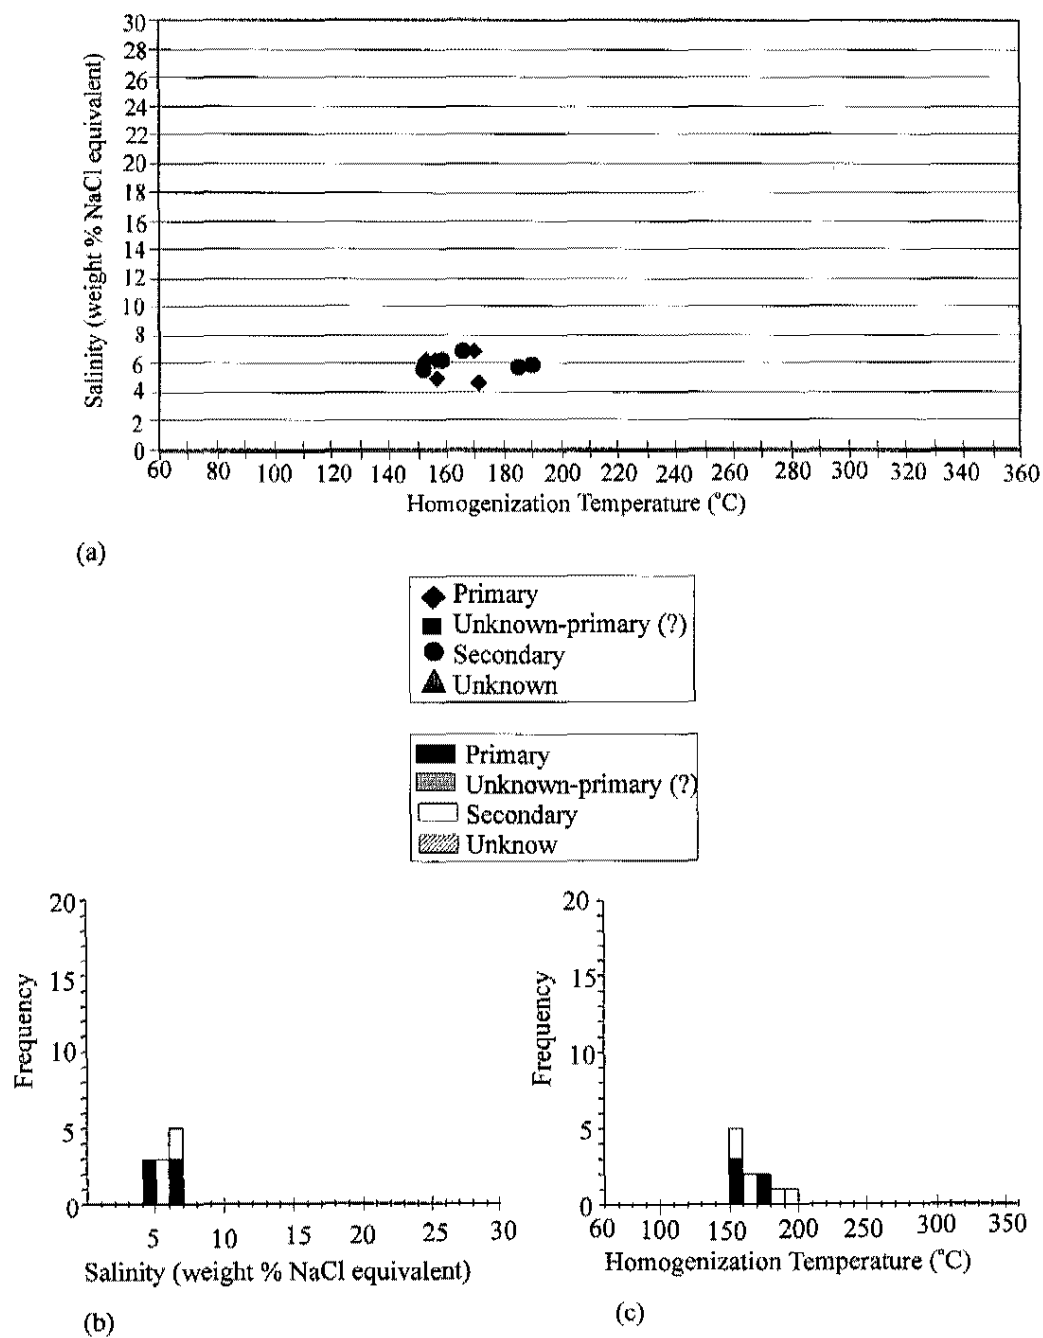 30
28
26
24
22
20
18
16
14
12
10
8
6
4
2
0
Salinity (weight % NaCl equivalent)
60 80 100 120 140 160 180 200 220 240 260 280 300 320 340 360
Homogenization Temperature (°C)
(a)
Primary
Unknown-primary (?)
Secondary
Unknown
Primary
Unknown-primary (?)
Secondary
Unknow
20
15
10
5
0
Frequency
5 10 15 20 25 30
Salinity (weight % NaCl equivalent)
(b)
20
15
10
5
0
Frequency
60 100 150 200 250 300 350
Homogenization Temperature (°C)
(c)